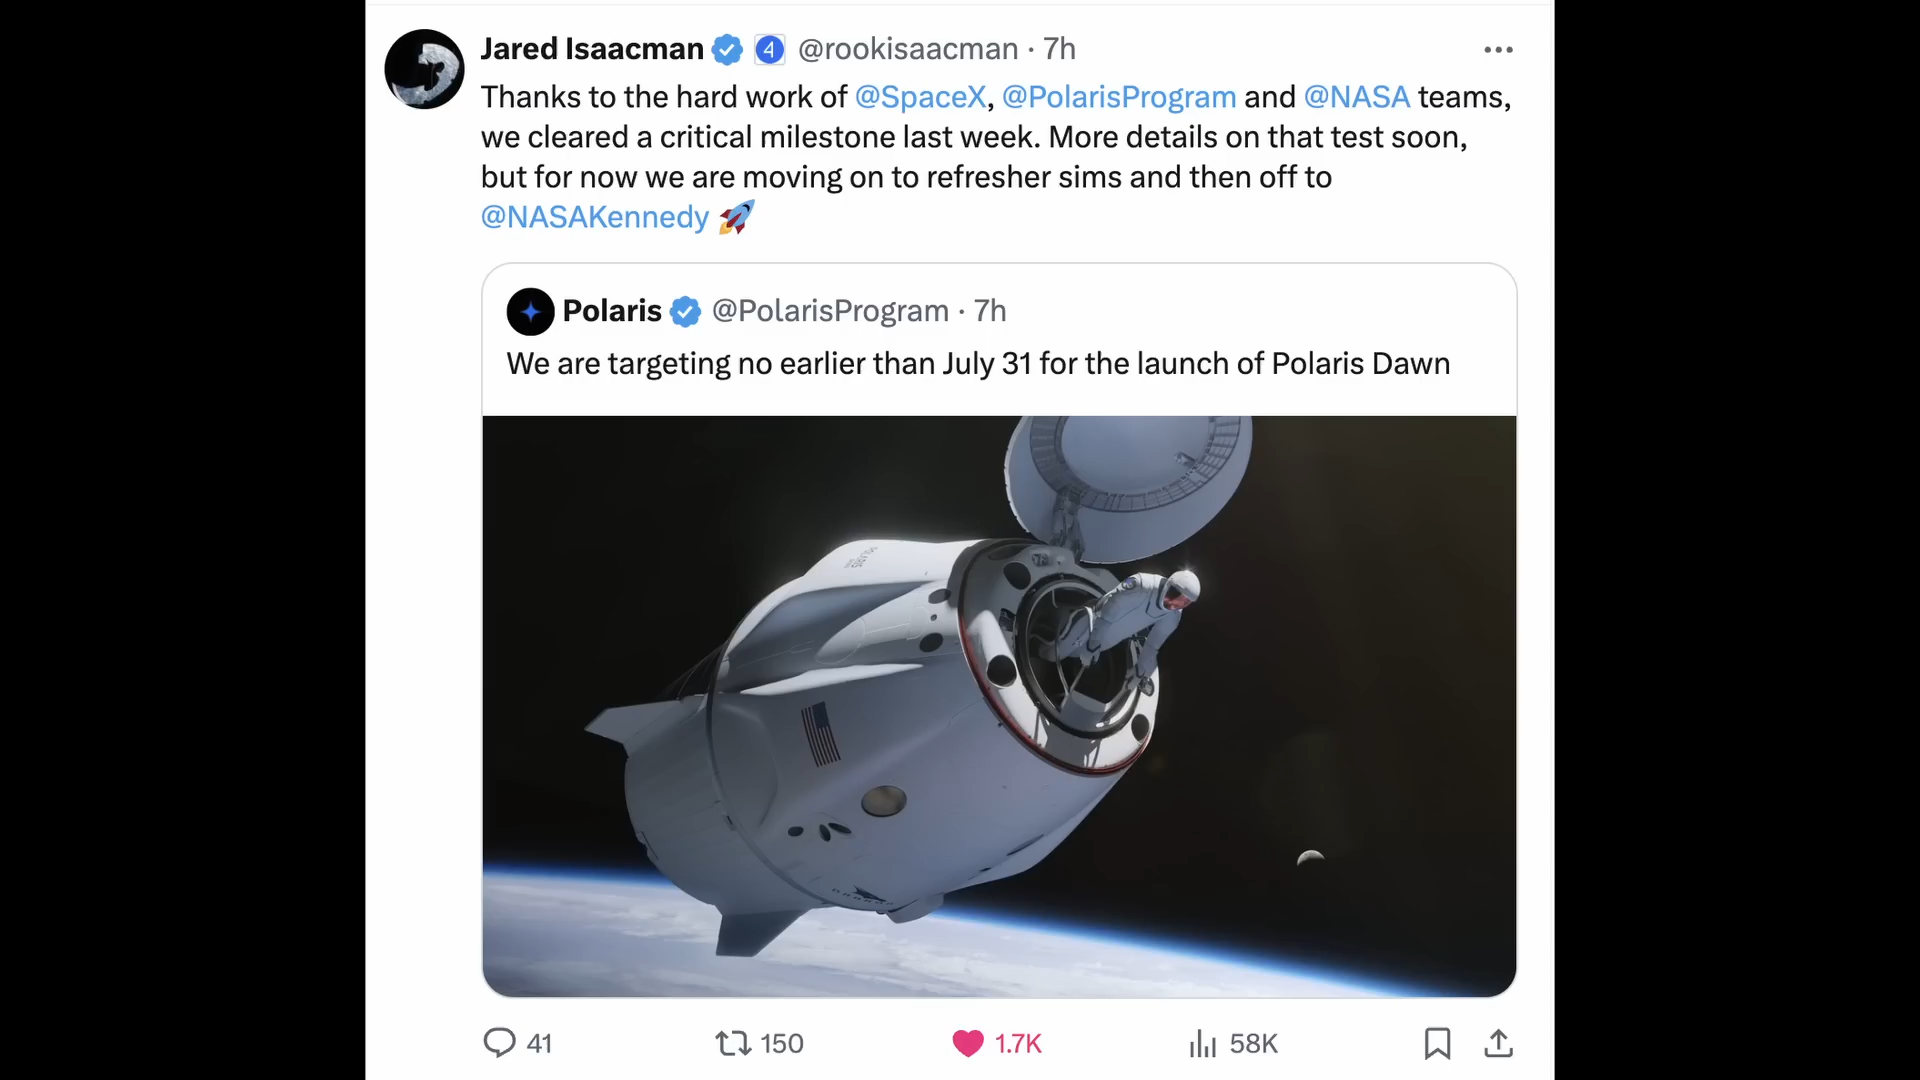 Jared Isaacman 4 @rookisaacman · 7h
Thanks to the hard work of @SpaceX, @PolarisProgram and @NASA teams,
we cleared a critical milestone last week. More details on that test soon,
but for now we are moving on to refresher sims and then off to
@NASAKennedy 🚀
Polaris @PolarisProgram · 7h
We are targeting no earlier than July 31 for the launch of Polaris Dawn
41 150 1.7K 58K